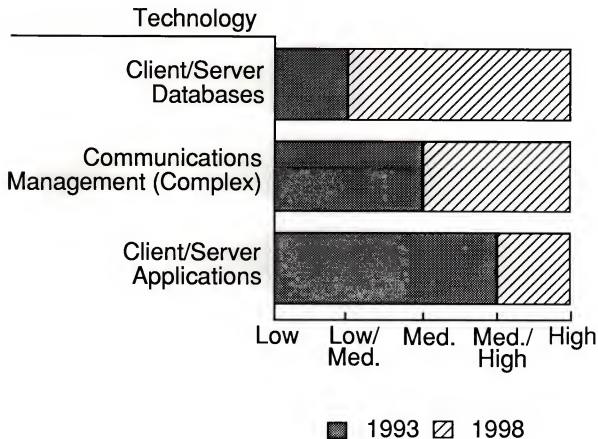 Technology
Client/Server
Databases
Communications
Management (Complex)
Client/Server
Applications
Low
Low/
Med.
Med.
Med./
High
High
1993
1998